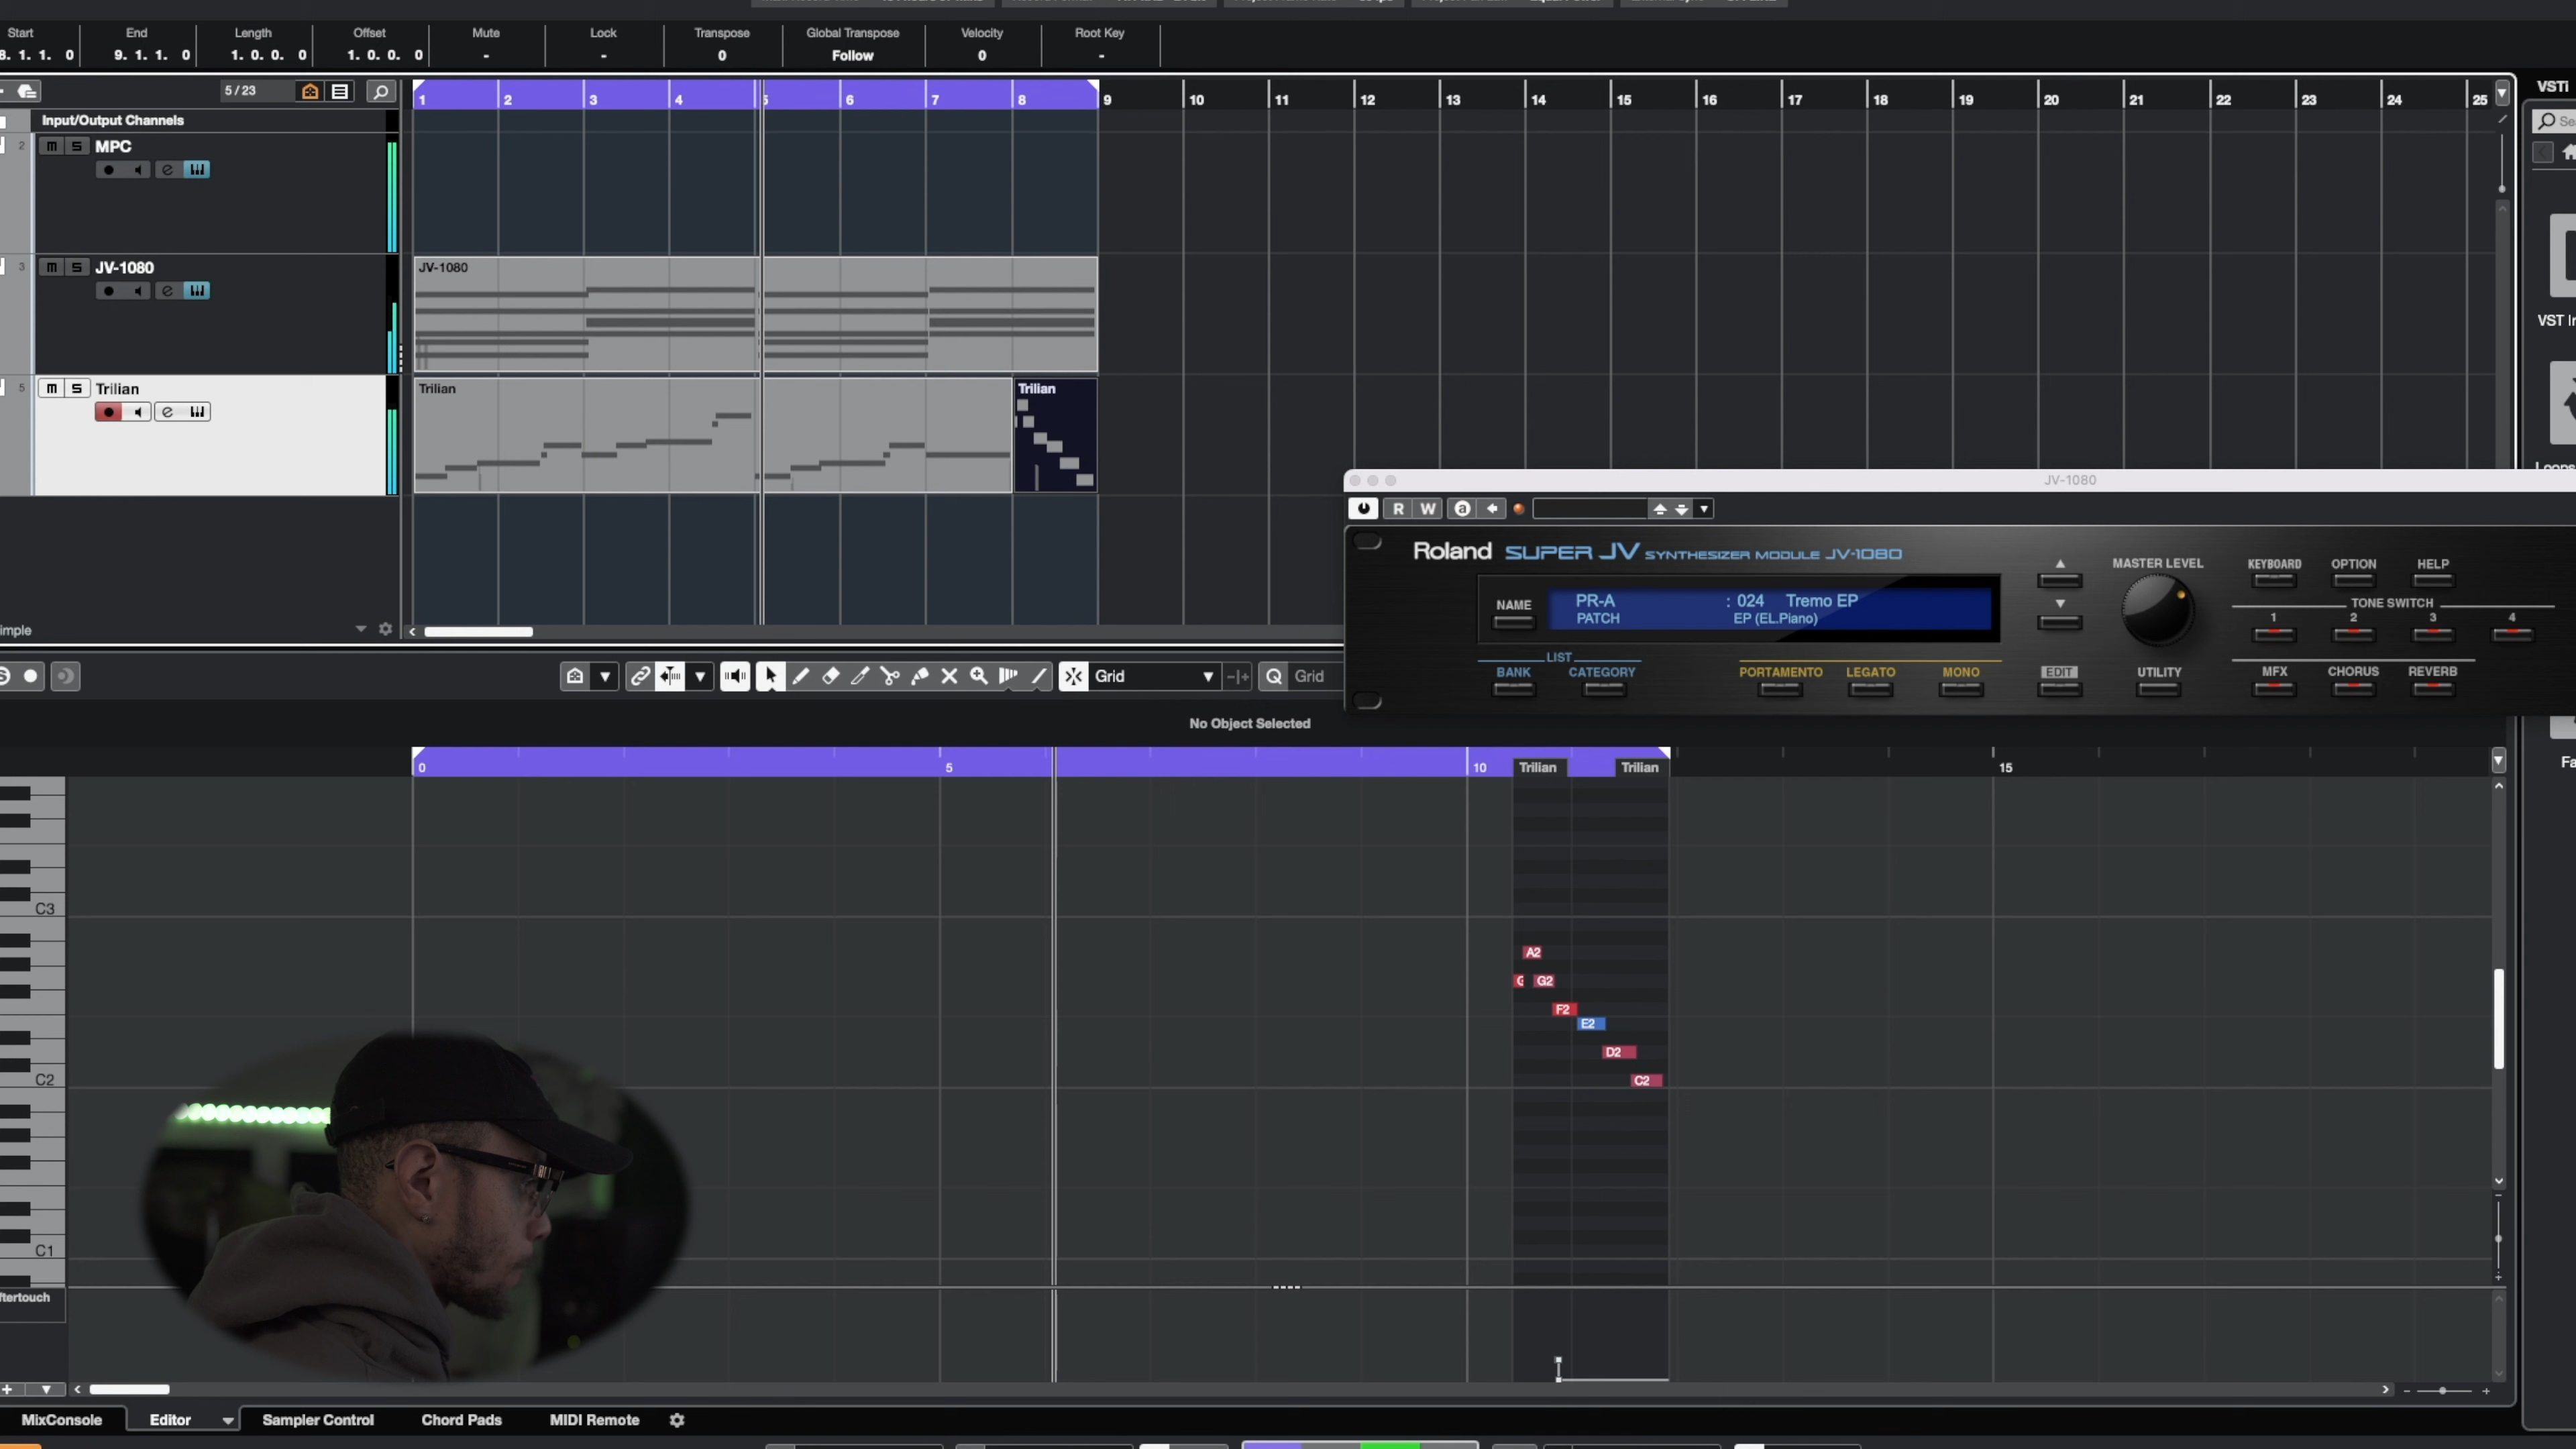 Start End Length Offset Mute Lock Transpose Global Transpose Velocity Root Key
8. 1. 1. 0 9. 1. 1. 0 1. 0. 0. 0 1. 0. 0. 0 - - 0 Follow 0 -
5 / 23
VSTi
1 2 3 4 5 6 7 8 9 10 11 12 13 14 15 16 17 18 19 20 21 22 23 24 25
Input/Output Channels
2 m S MPC
3 m S JV-1080
JV-1080
5 m S Trilian
Trilian Trilian
VST
JV-1080
R W a
Roland SUPER JV SYNTHESIZER MODULE JV-1080
MASTER LEVEL KEYBOARD OPTION HELP
NAME PR-A : 024 Tremo EP
PATCH EP (EL.Piano)
TONE SWITCH
1 2 3 4
LIST
BANK CATEGORY PORTAMENTO LEGATO MONO EDIT UTILITY MFX CHORUS REVERB
Grid Q Grid
No Object Selected
0 5 10 15
Trilian Trilian
C3
A2
G2
F2
E2
D2
C2 C2
C1
MixConsole Editor Sampler Control Chord Pads MIDI Remote